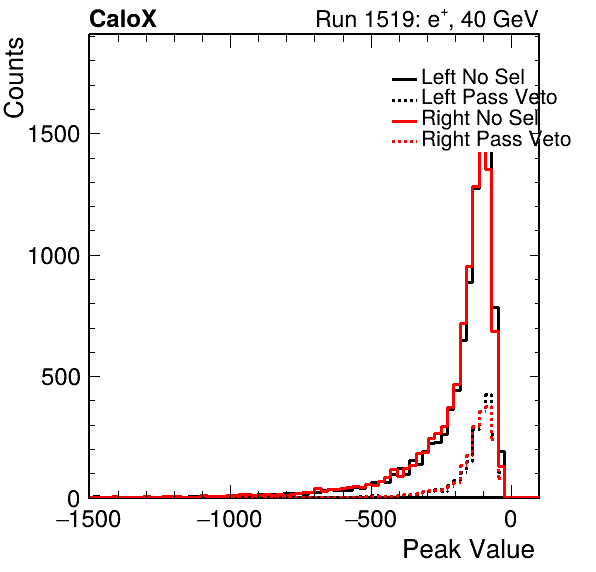 CaloX Run 1519: e+, 40 GeV
Counts
Left No Sel
Left Pass Veto
Right No Sel
Right Pass Veto
1500
1000
500
0
−1500 −1000 −500 0
Peak Value